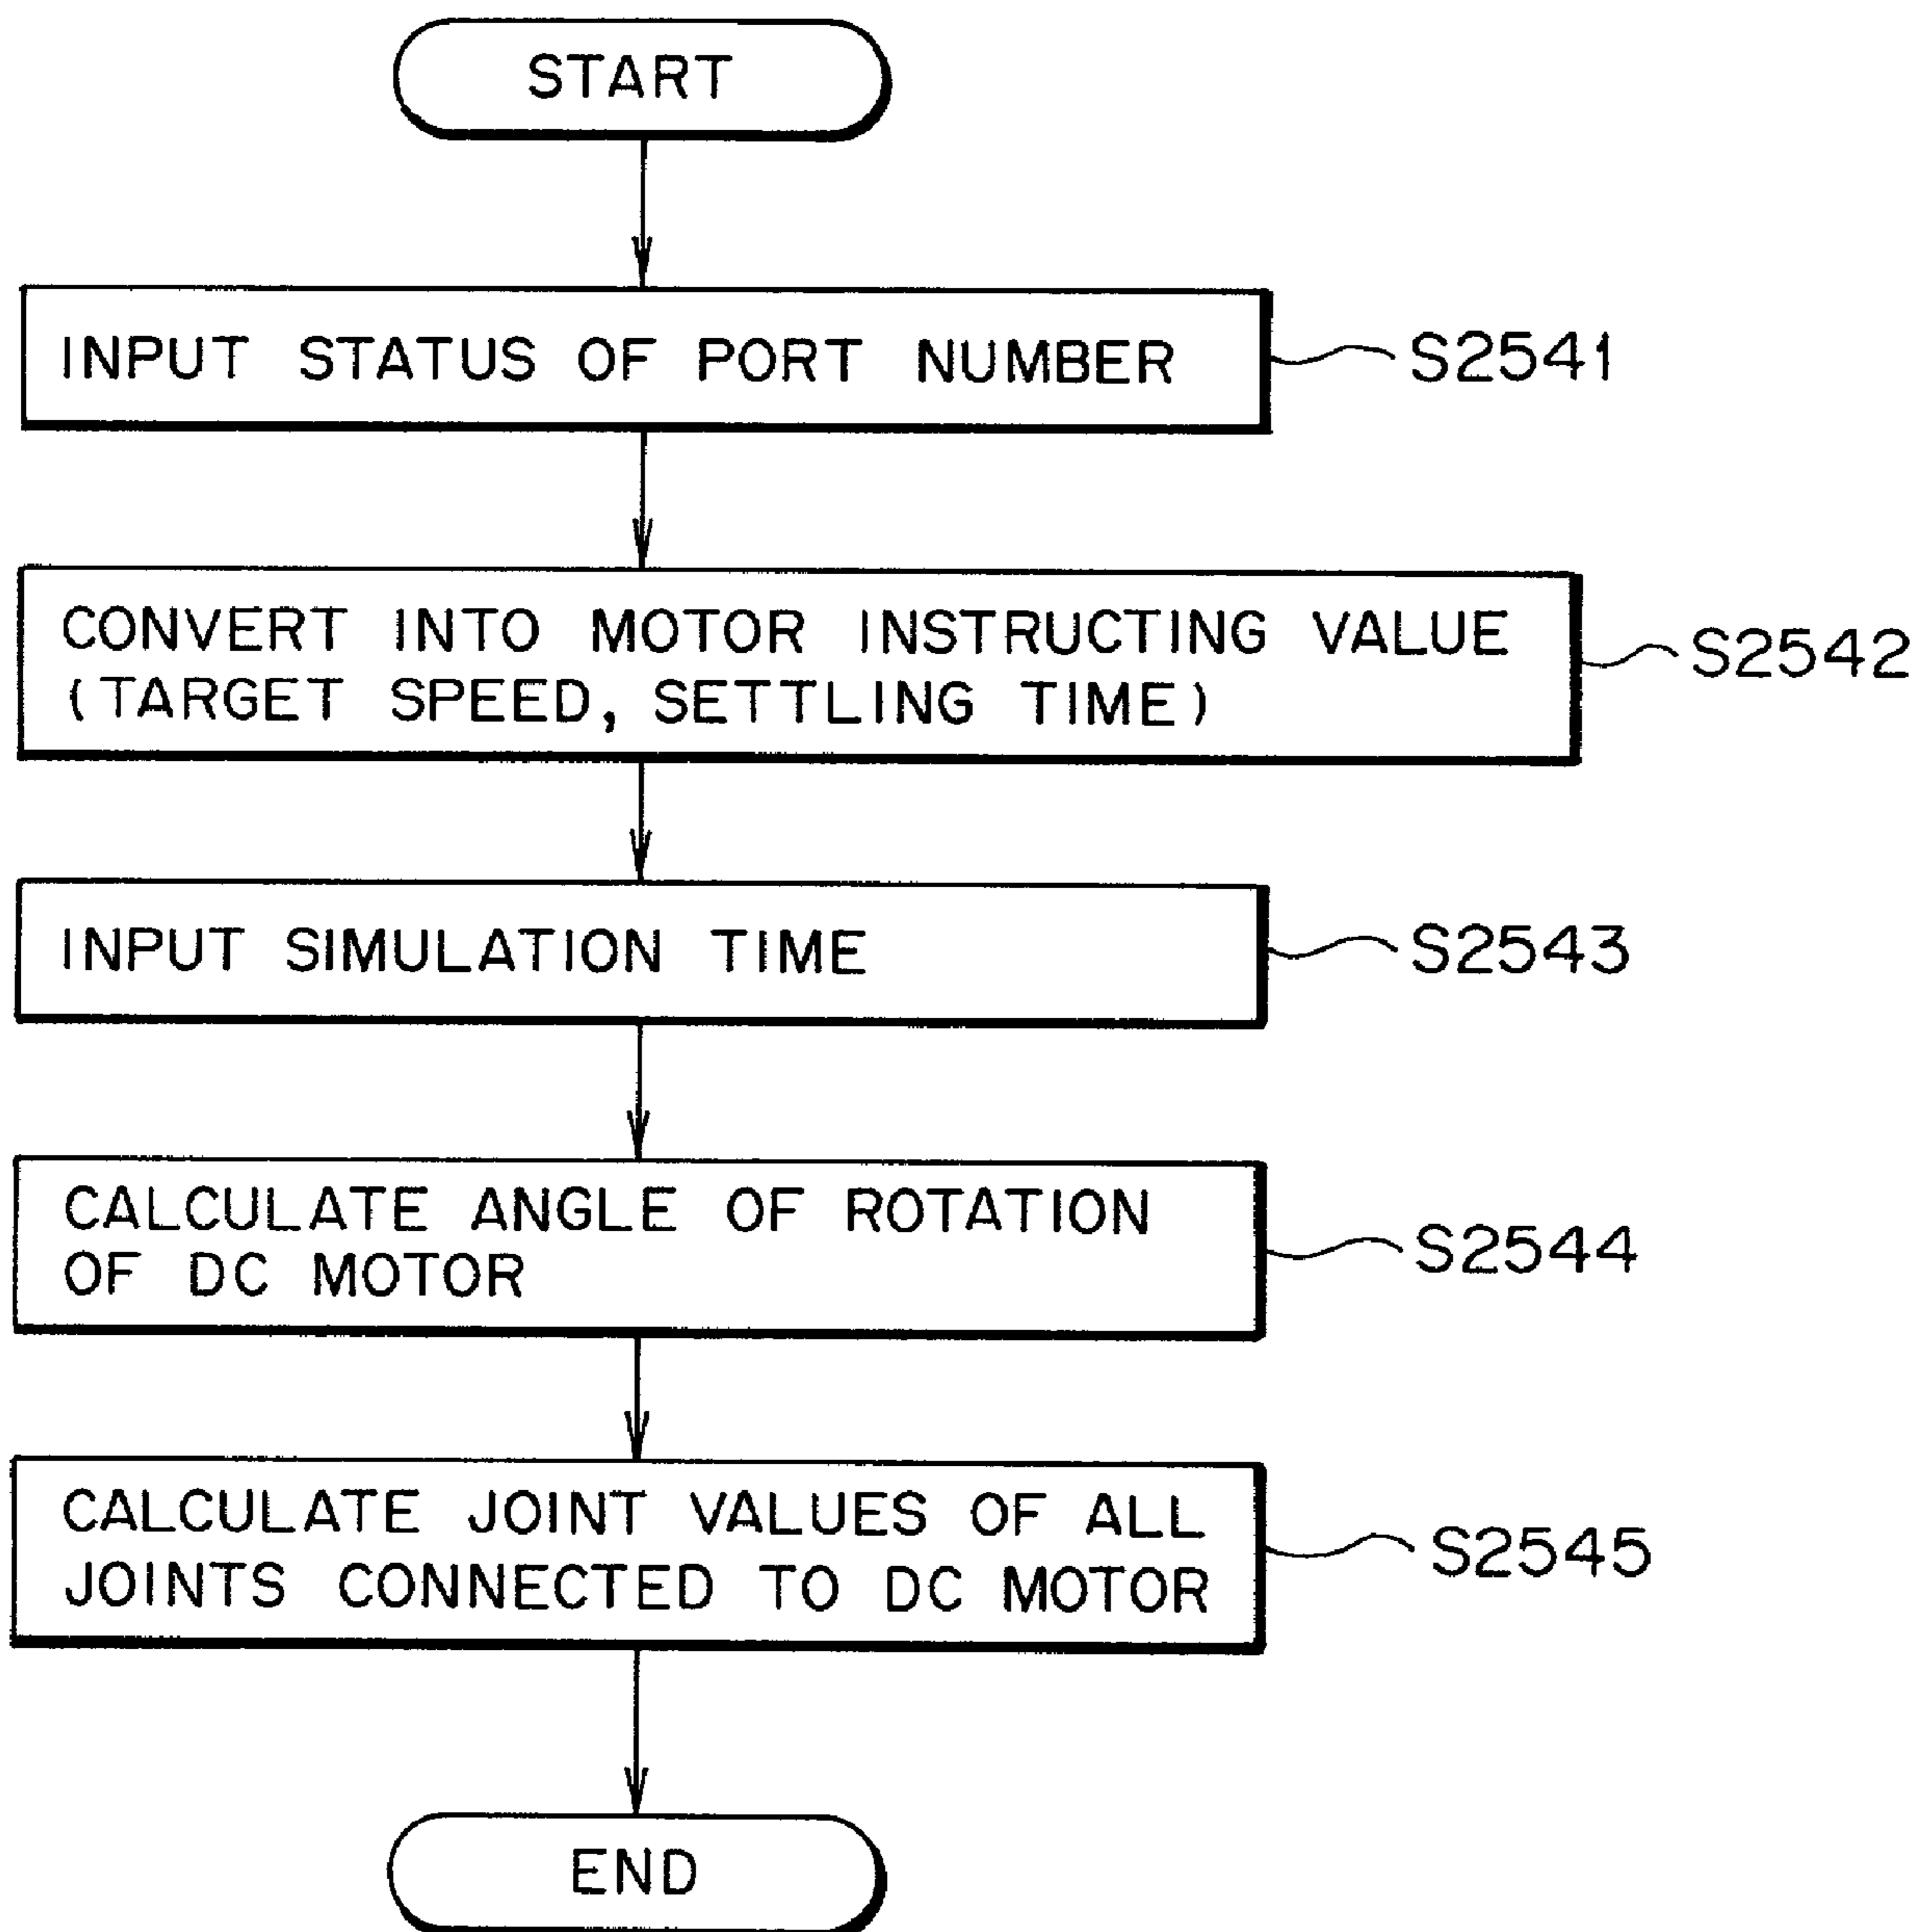 START
INPUT STATUS OF PORT NUMBER
S2541
CONVERT INTO MOTOR INSTRUCTING VALUE
(TARGET SPEED, SETTLING TIME)
S2542
INPUT SIMULATION TIME
S2543
CALCULATE ANGLE OF ROTATION
OF DC MOTOR
S2544
CALCULATE JOINT VALUES OF ALL
JOINTS CONNECTED TO DC MOTOR
S2545
END